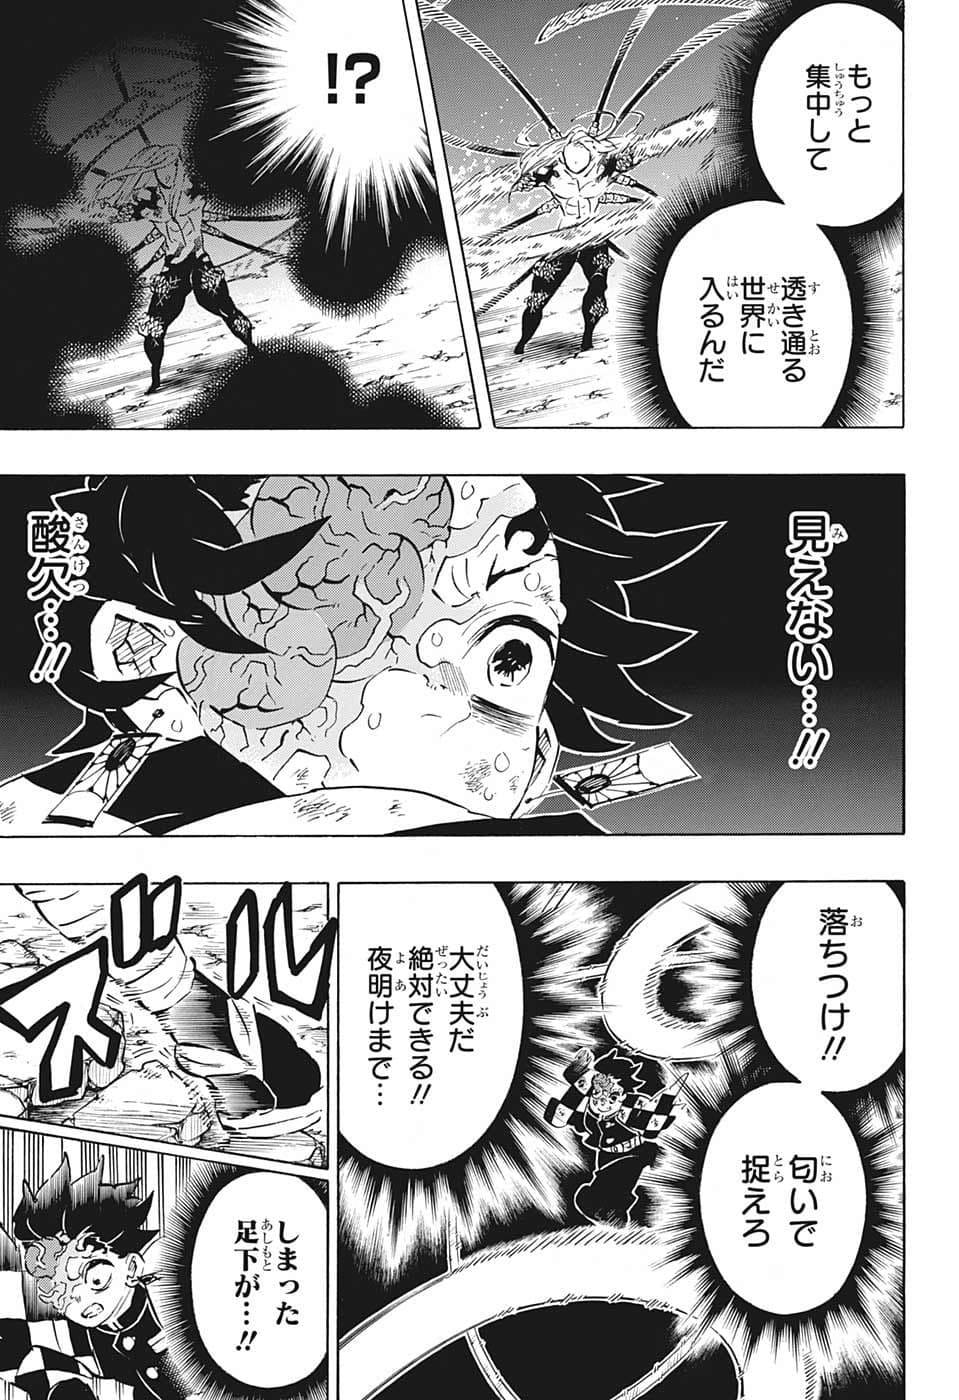 もっと
集中して
透き通る
世界に
入るんだ
!?
見えない…!!
酸欠…!!
落ちつけ!!
匂いで
捉えろ
大丈夫だ
絶対できる!!
夜明けまで…
ズルッ
しまった
足下が…!!